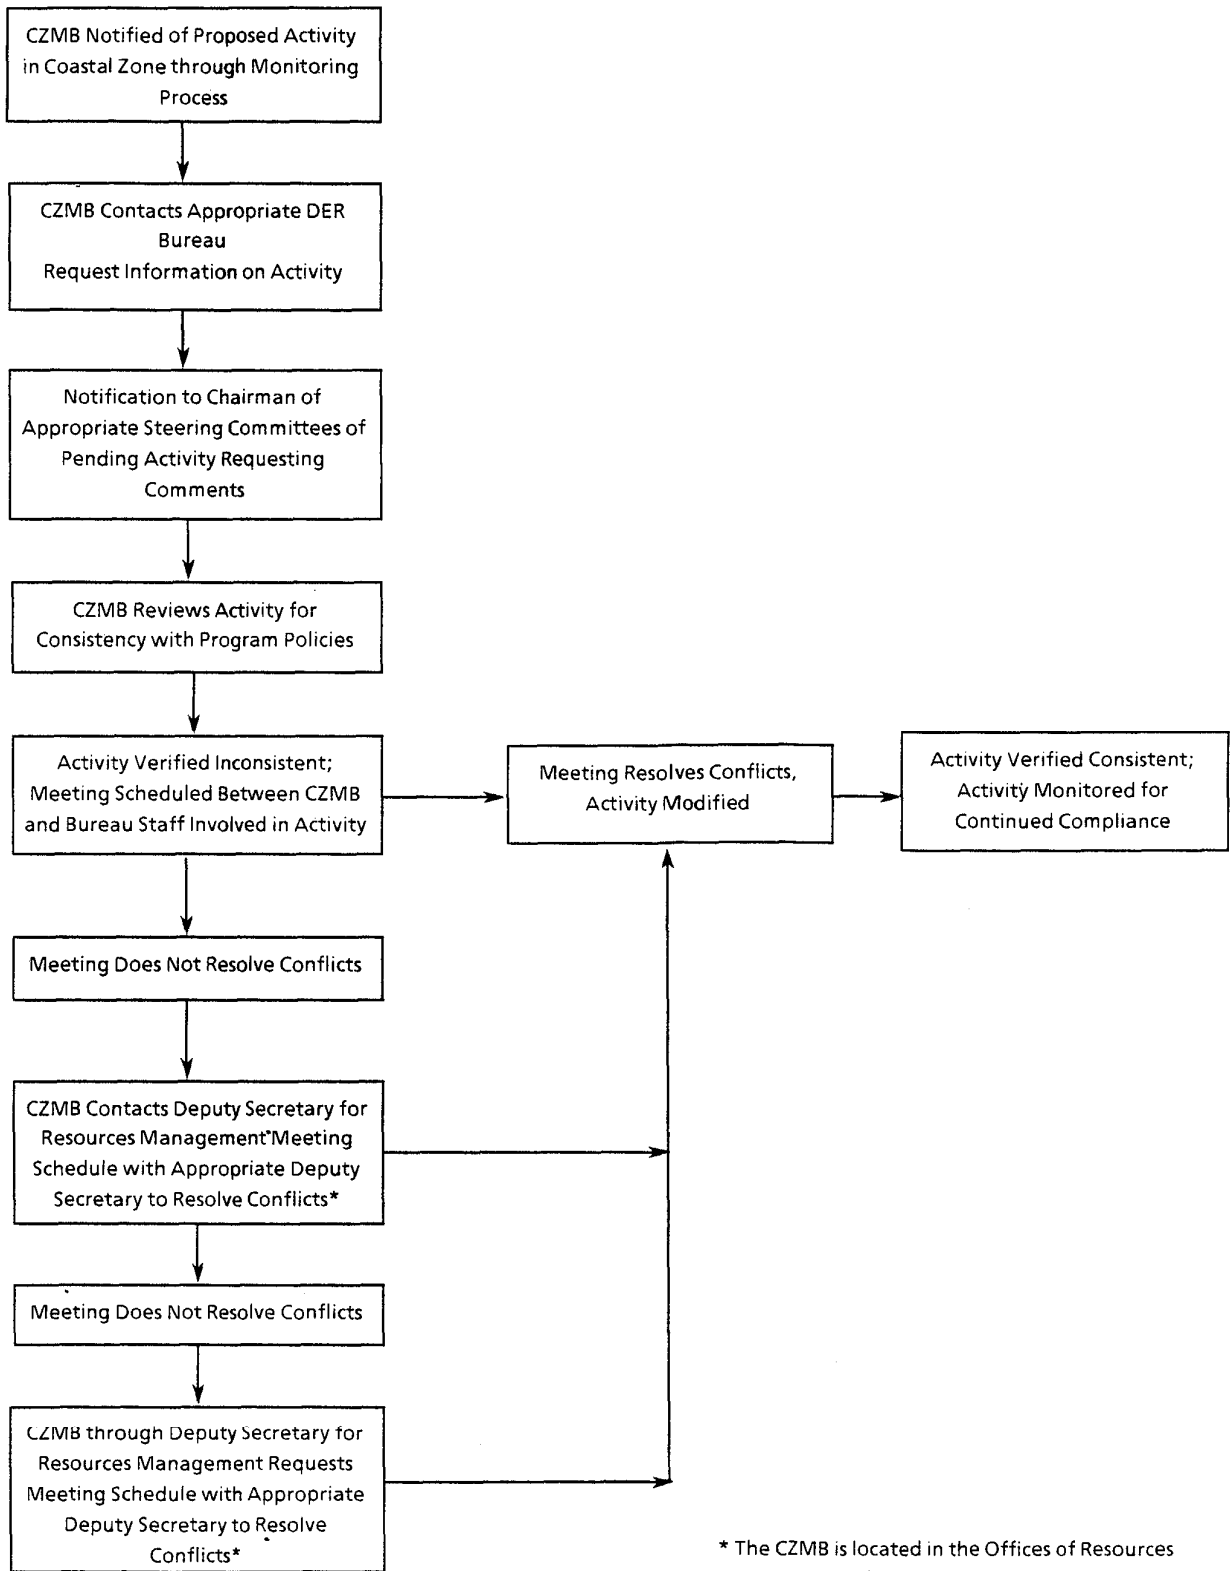 CZMB Notified of Proposed Activity
in Coastal Zone through Monitoring
Process
CZMB Contacts Appropriate DER
Bureau
Request Information on Activity
Notification to Chairman of
Appropriate Steering Committees of
Pending Activity Requesting
Comments
CZMB Reviews Activity for
Consistency with Program Policies
Activity Verified Inconsistent;
Meeting Scheduled Between CZMB
and Bureau Staff Involved in Activity
Meeting Resolves Conflicts,
Activity Modified
Activity Verified Consistent;
Activity Monitored for
Continued Compliance
Meeting Does Not Resolve Conflicts
CZMB Contacts Deputy Secretary for
Resources Management Meeting
Schedule with Appropriate Deputy
Secretary to Resolve Conflicts*
Meeting Does Not Resolve Conflicts
CZMB through Deputy Secretary for
Resources Management Requests
Meeting Schedule with Appropriate
Deputy Secretary to Resolve
Conflicts*
* The CZMB is located in the Offices of Resources